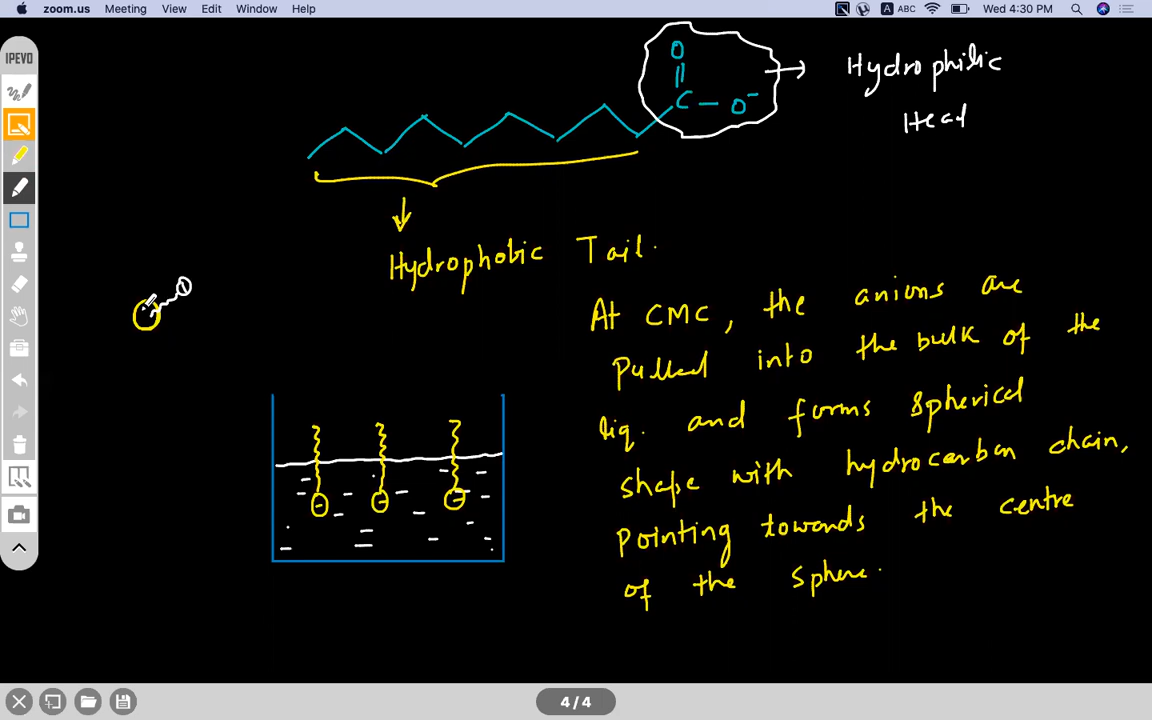 zoom.us Meeting View Edit Window Help
A ABC Wed 4:30 PM
IPEVO
O
C — O⁻
Hydrophilic
Head
Hydrophobic Tail.
At CMC, the anions are
pulled into the bulk of the
liq. and forms spherical
shape with hydrocarbon chain,
pointing towards the centre
of the sphere.
4/4